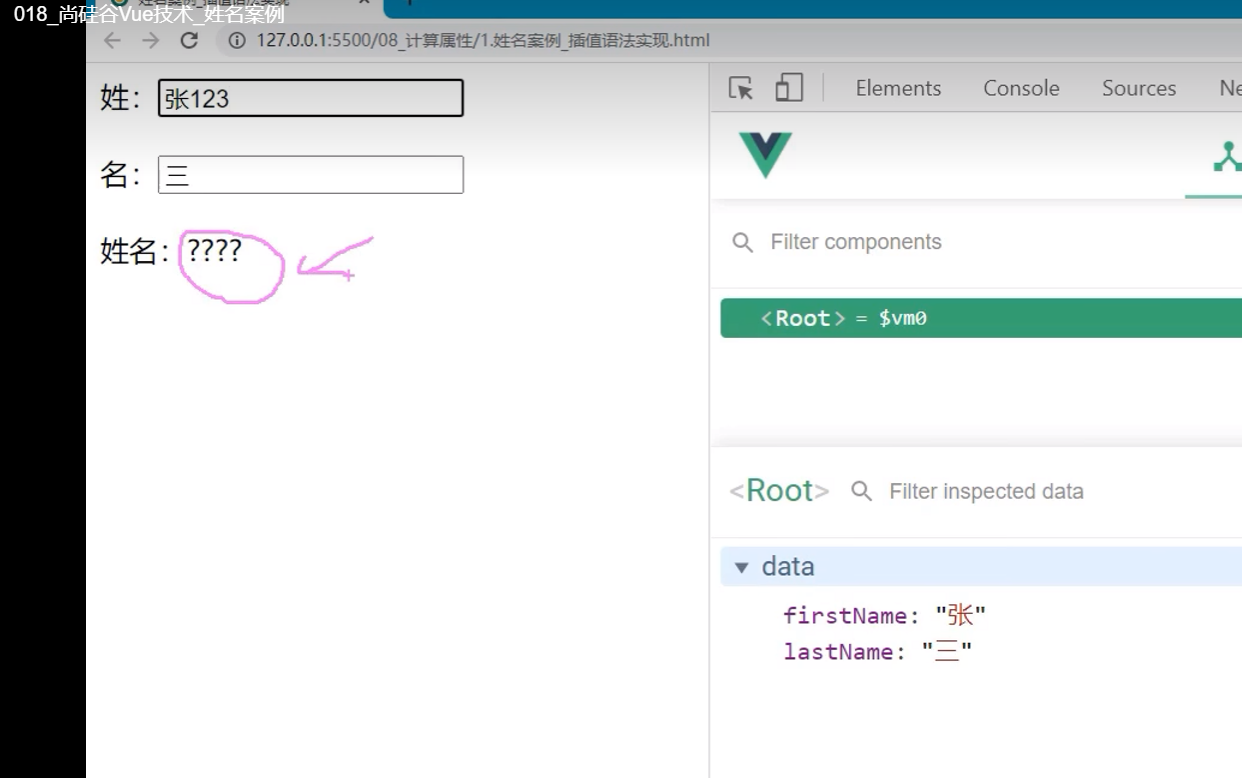 018_尚硅谷Vue技术_姓名案例
127.0.0.1:5500/08_计算属性/1.姓名案例_插值语法实现.html
姓：张123
名：三
姓名：????
Elements Console Sources Ne
Filter components
<Root> = $vm0
<Root> Filter inspected data
data
firstName: "张"
lastName: "三"